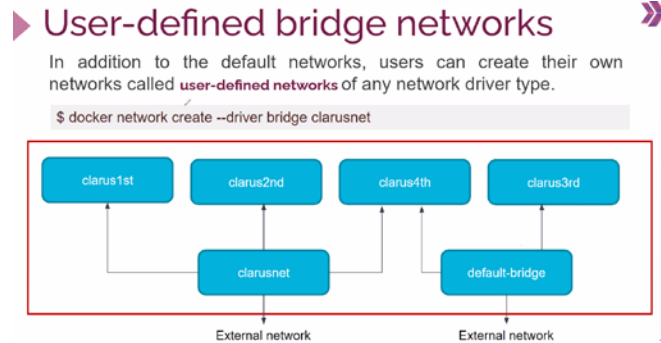 User-defined bridge networks
In addition to the default networks, users can create their own
networks called user-defined networks of any network driver type.
$ docker network create --driver bridge clarusnet
clarus1st
clarus2nd
clarus4th
clarus3rd
clarusnet
default-bridge
External network
External network